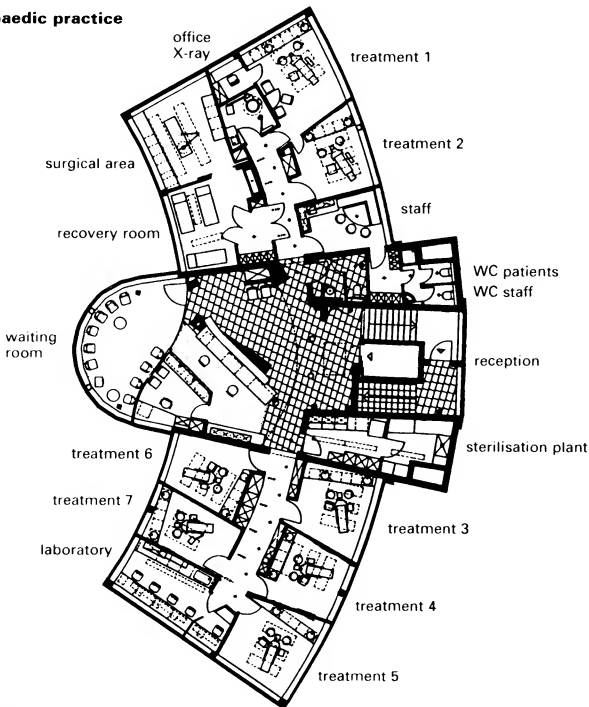 aedic practice
office
X-ray
treatment 1
treatment 2
surgical area
staff
recovery room
WC patients
WC staff
waiting
room
reception
sterilisation plant
treatment 6
treatment 7
treatment 3
laboratory
treatment 4
treatment 5